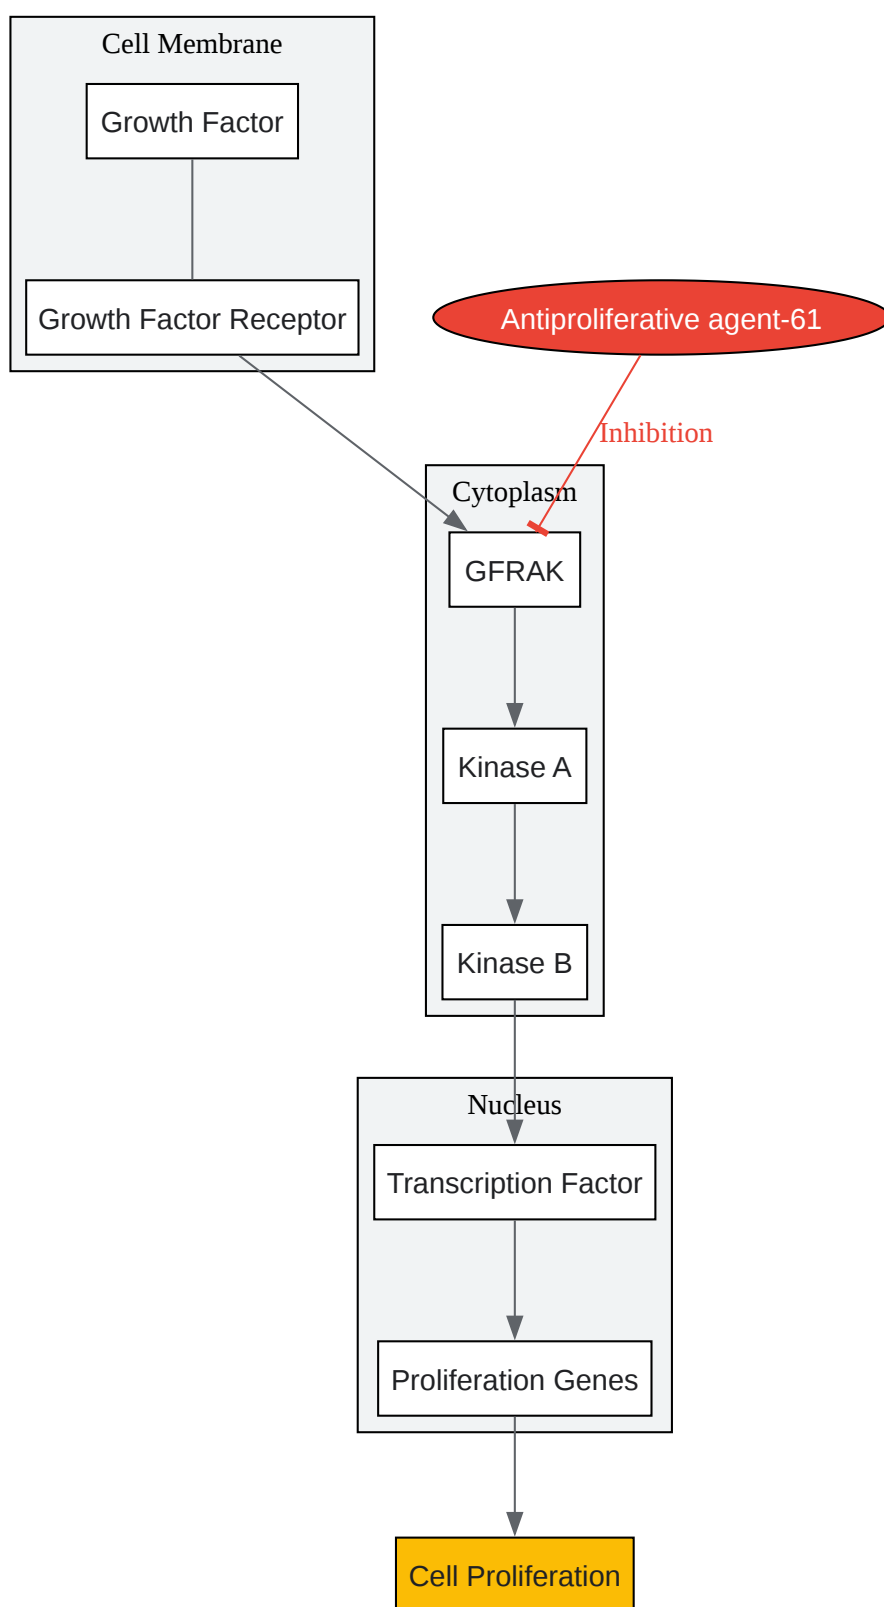 Cell Membrane
Growth Factor
Growth Factor Receptor
Antiproliferative agent-61
Inhibition
Cytoplasm
GFRAK
Kinase A
Kinase B
Nucleus
Transcription Factor
Proliferation Genes
Cell Proliferation